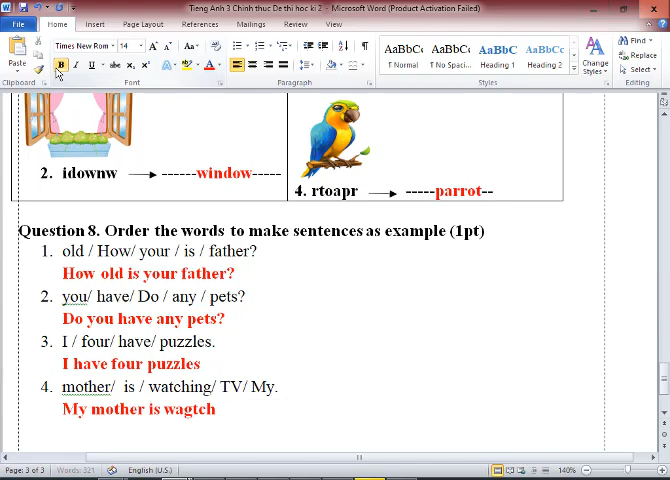 Tieng Anh 3 Chinh thuc De thi hoc ki 2 - Microsoft Word (Product Activation Failed)
File Home Insert Page Layout References Mailings Review View
Paste
Times New Rom 14 Aa
B I U abc x₂ x² A A
AaBbCc AaBbCc AaBbC AaBbCc
¶ Normal ¶ No Spaci... Heading 1 Heading 2
Change Styles
Find
Replace
Select
Clipboard Font Paragraph Styles Editing
2. idownw ------window-----
4. rtoapr -----parrot--
Question 8. Order the words to make sentences as example (1pt)
1. old / How/ your / is / father?
How old is your father?
2. you/ have/ Do / any / pets?
Do you have any pets?
3. I / four/ have/ puzzles.
I have four puzzles
4. mother/ is / watching/ TV/ My.
My mother is wagtch
Page: 3 of 3 Words: 321 English (U.S.) 140%